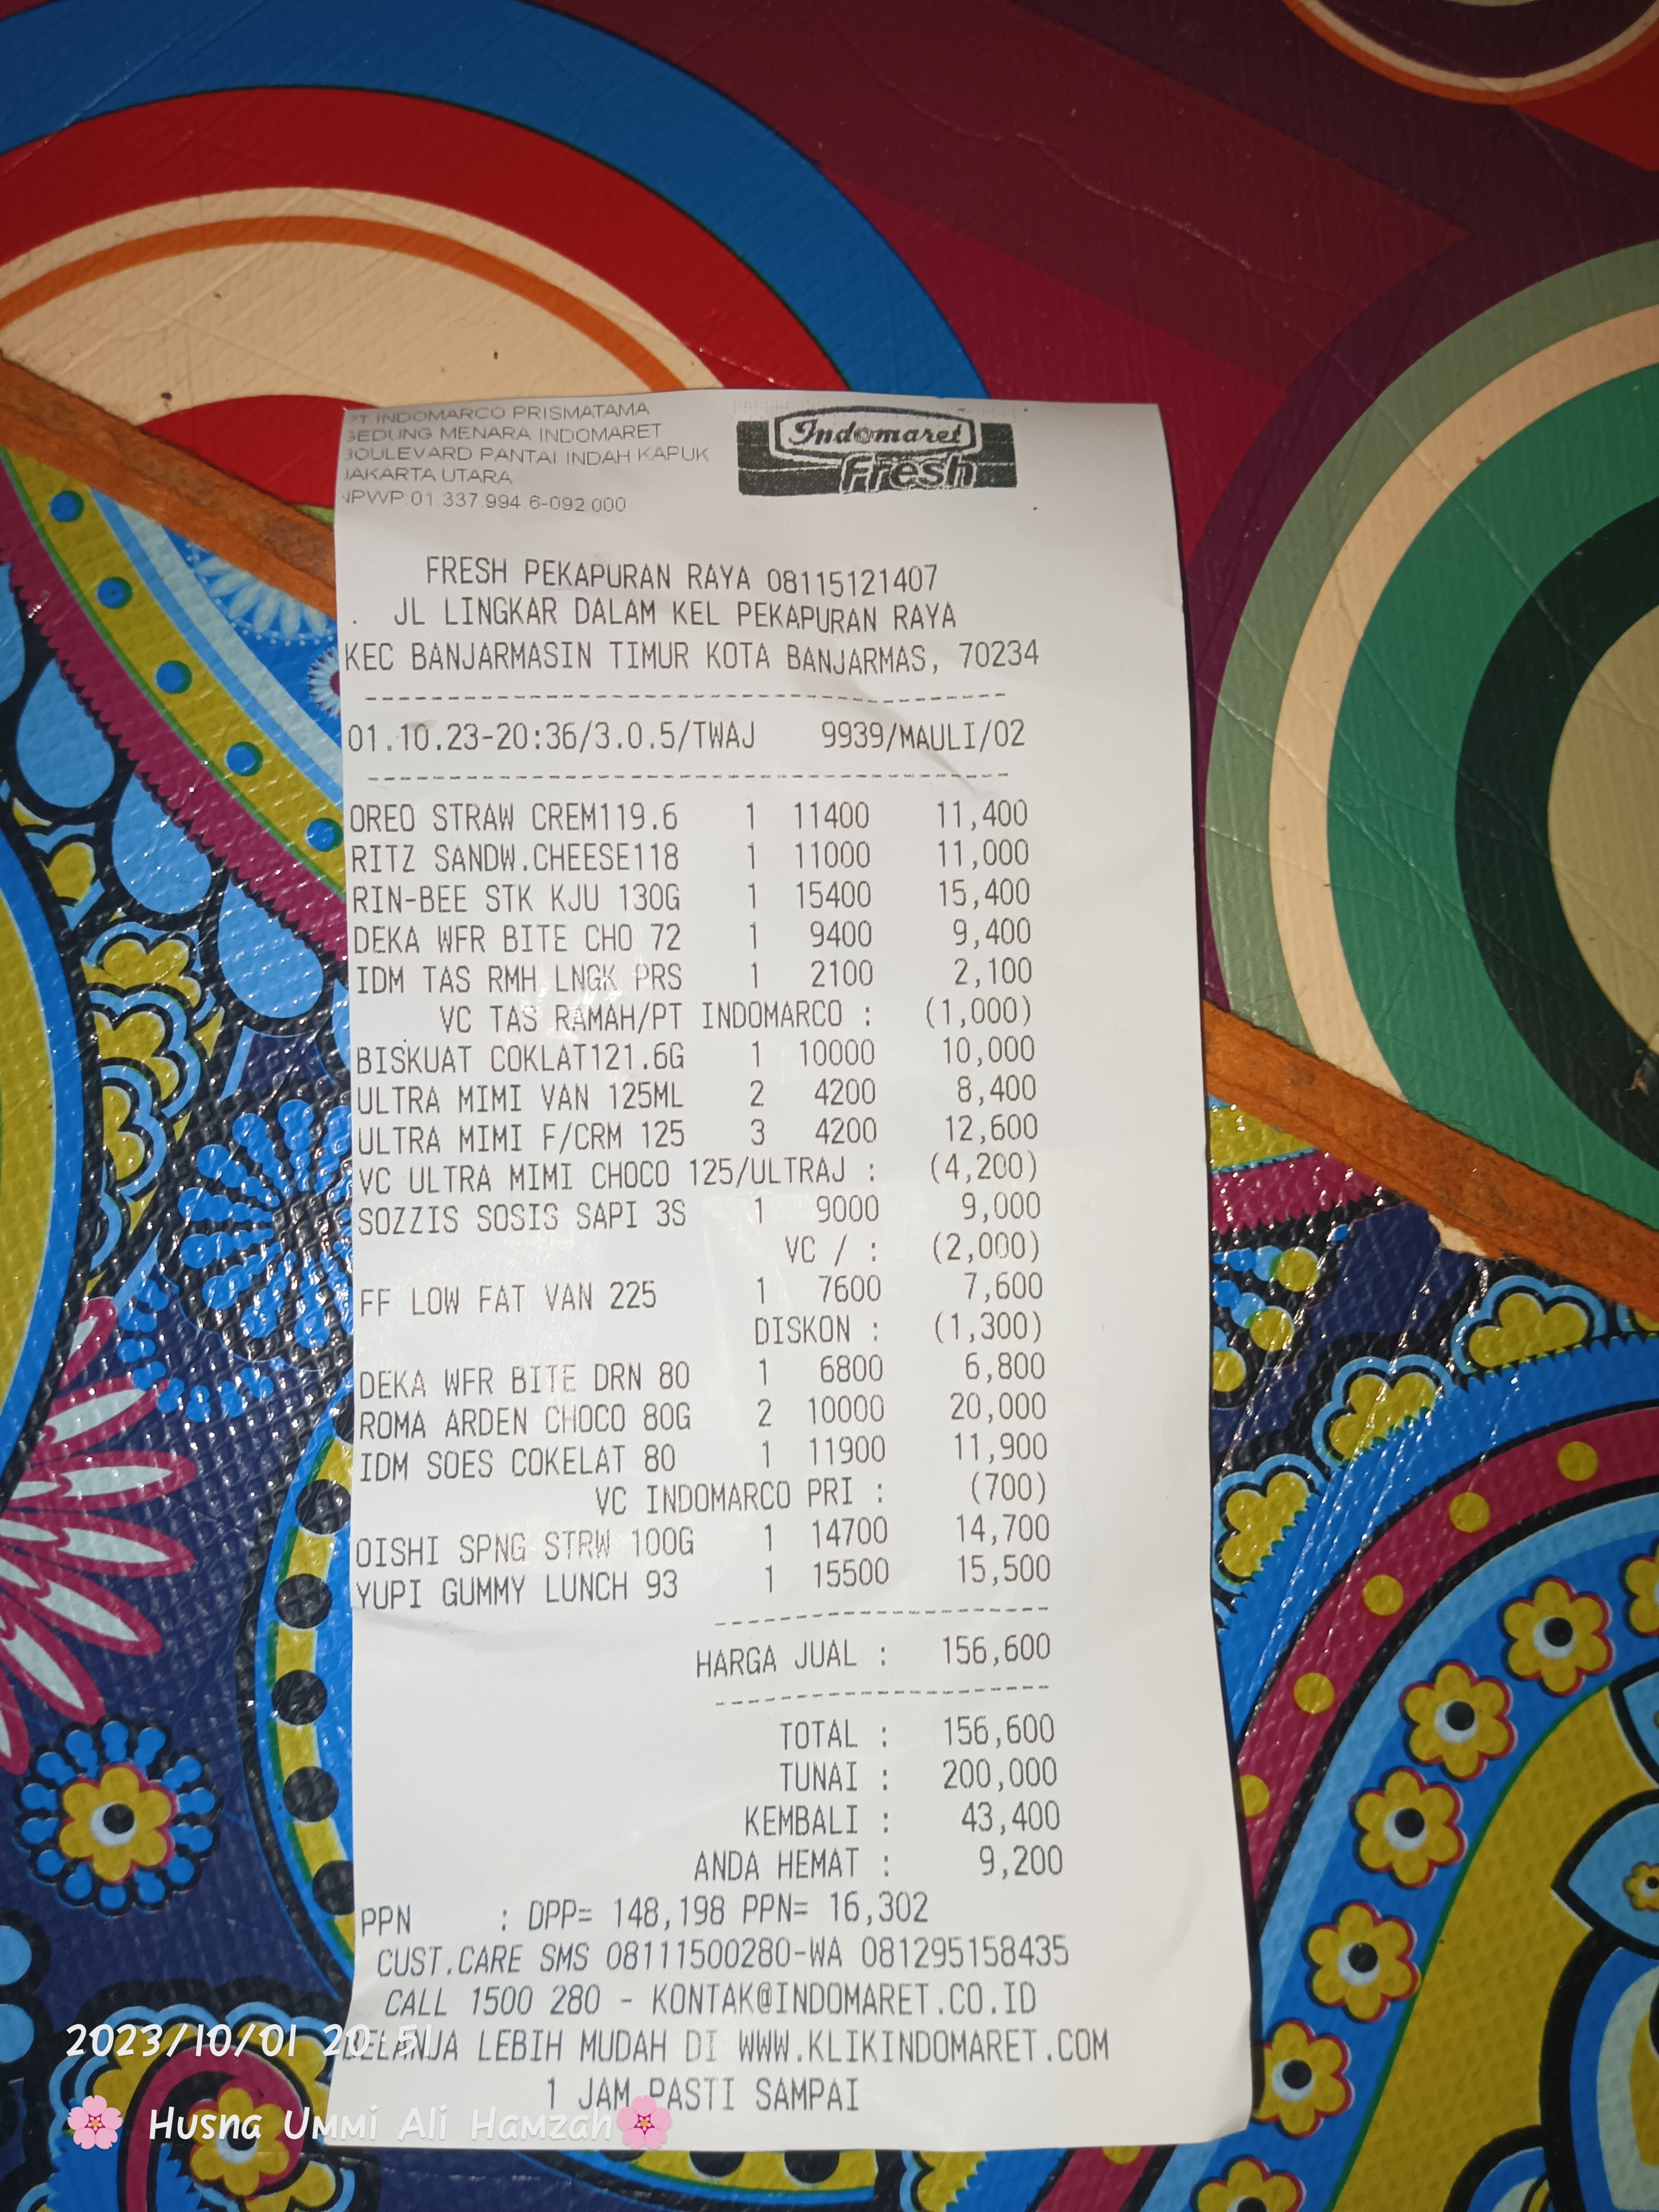 PT.INDOMARCO PRISMATAMA
GEDUNG MENARA INDOMARET
BOULEVARD PANTAI INDAH KAPUK
JAKARTA UTARA
NPWP:01.337.994.6-092.000
Indomaret
Fresh
FRESH PEKAPURAN RAYA 08115121407
. JL LINGKAR DALAM KEL PEKAPURAN RAYA
KEC BANJARMASIN TIMUR KOTA BANJARMAS, 70234
01.10.23-20:36/3.0.5/TWAJ 9939/MAULI/02
OREO STRAW CREM119.6 1 11400 11,400
RITZ SANDW.CHEESE118 1 11000 11,000
RIN-BEE STK KJU 130G 1 15400 15,400
DEKA WFR BITE CHO 72 1 9400 9,400
IDM TAS RMH LNGK PRS 1 2100 2,100
VC TAS RAMAH/PT INDOMARCO : (1,000)
BISKUAT COKLAT121.6G 1 10000 10,000
ULTRA MIMI VAN 125ML 2 4200 8,400
ULTRA MIMI F/CRM 125 3 4200 12,600
VC ULTRA MIMI CHOCO 125/ULTRAJ : (4,200)
SOZZIS SOSIS SAPI 3S 1 9000 9,000
VC / : (2,000)
FF LOW FAT VAN 225 1 7600 7,600
DISKON : (1,300)
DEKA WFR BITE DRN 80 1 6800 6,800
ROMA ARDEN CHOCO 80G 2 10000 20,000
IDM SOES COKELAT 80 1 11900 11,900
VC INDOMARCO PRI : (700)
OISHI SPNG STRW 100G 1 14700 14,700
YUPI GUMMY LUNCH 93 1 15500 15,500
HARGA JUAL : 156,600
TOTAL : 156,600
TUNAI : 200,000
KEMBALI : 43,400
ANDA HEMAT : 9,200
PPN : DPP= 148,198 PPN= 16,302
CUST.CARE SMS 08111500280-WA 081295158435
CALL 1500 280 - KONTAK@INDOMARET.CO.ID
BELANJA LEBIH MUDAH DI WWW.KLIKINDOMARET.COM
1 JAM PASTI SAMPAI
2023/10/01 20:51
🌸 Husna Ummi Ali Hamzah🌸